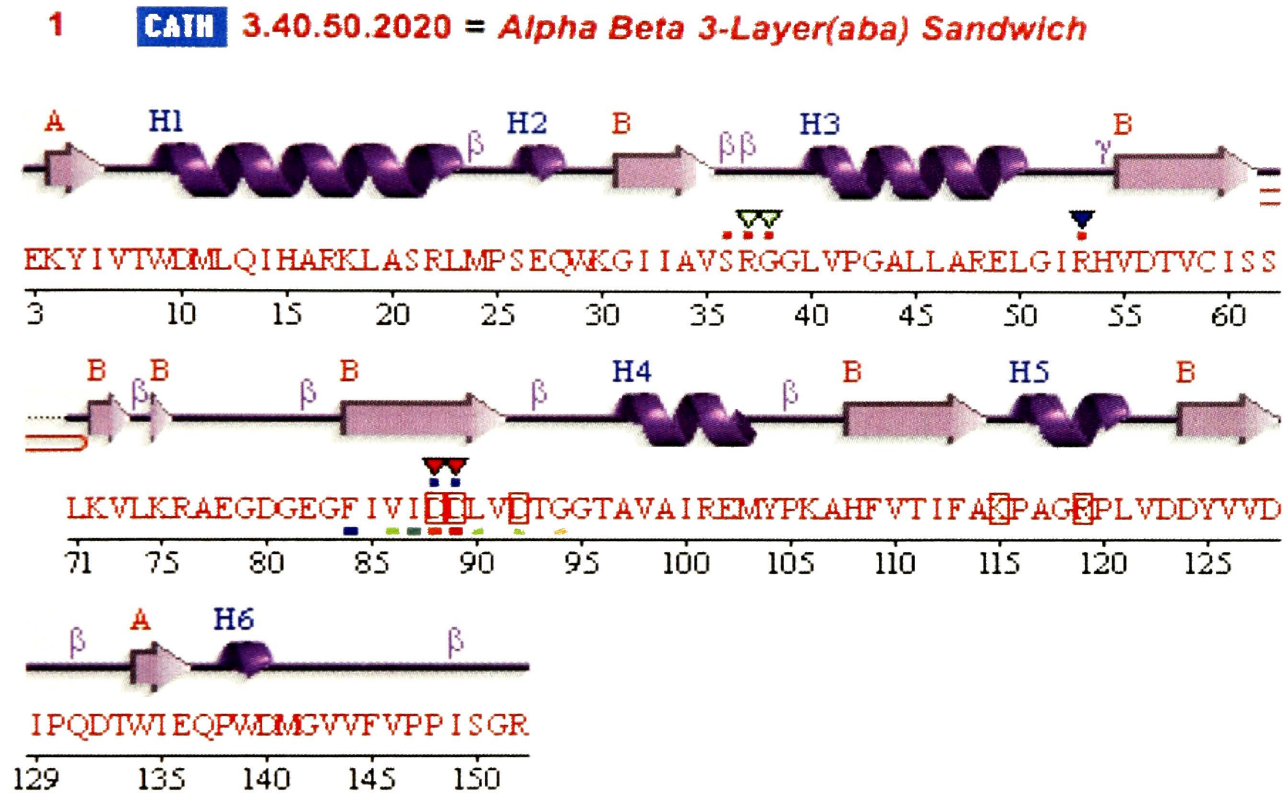 1 CATH 3.40.50.2020 = Alpha Beta 3-Layer(aba) Sandwich
A H1 β H2 B ββ H3 γ B
EKYIVTWDMLQIHARKLASRLMPSEQWKGIIAVSRGGLVPGALLARELGIRHVDTVCISS
3 10 15 20 25 30 35 40 45 50 55 60
B β B β B β H4 β B H5 B
LKVLKRAEGDGEGFIVIDDLVDTGGTAVAIREMYPKAHFVTIFAKPAGRPLVDDYVVD
71 75 80 85 90 95 100 105 110 115 120 125
β A H6 β
IPQDTWIEQPWDMGVVFVPPISGR
129 135 140 145 150